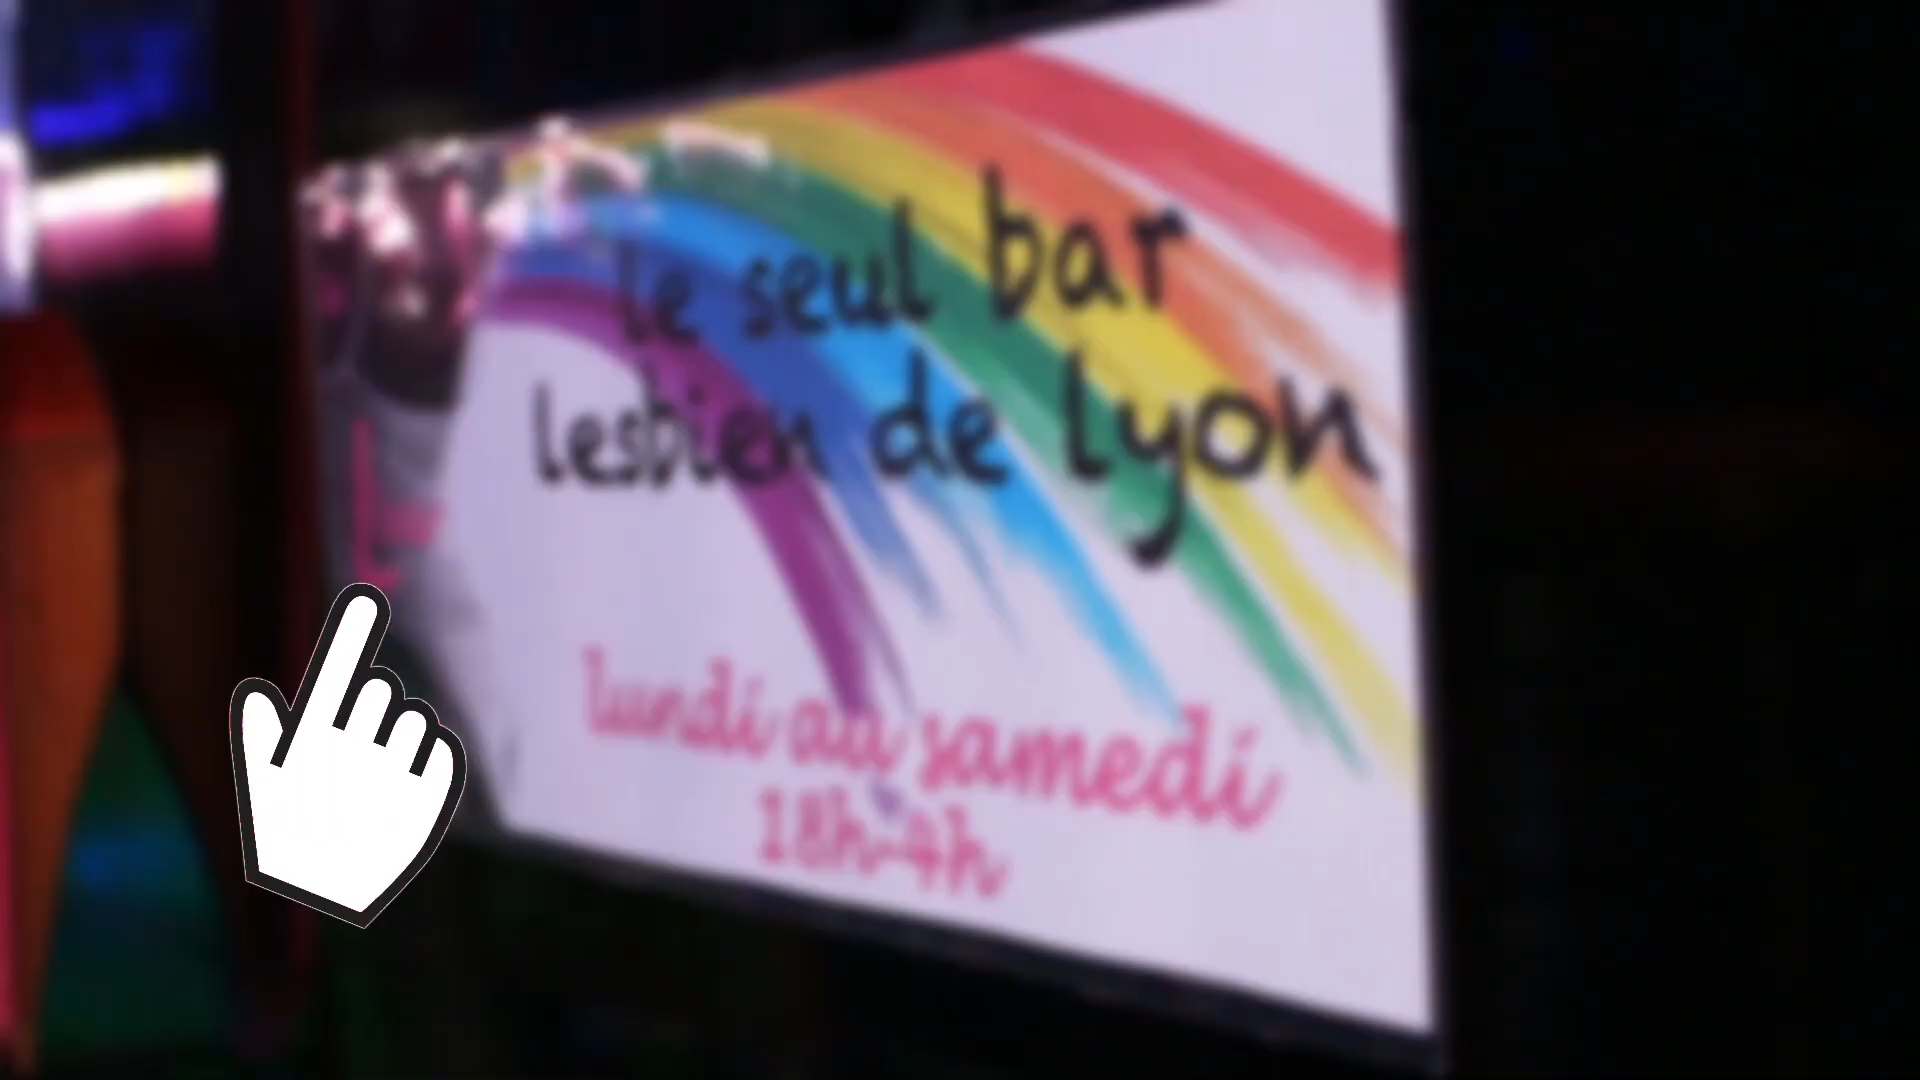 le seul bar
lesbien de lyon
lundi au samedi
18h-4h